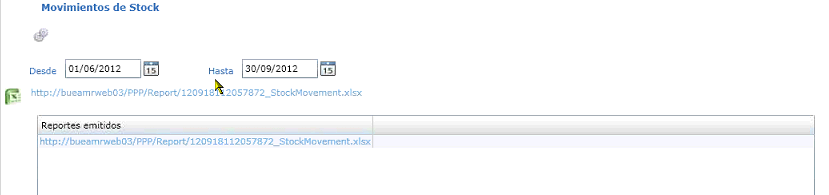 Movimientos de Stock
Desde 01/06/2012 15 Hasta 30/09/2012 15
http://bueamrweb03/PPP/Report/120918112057872_StockMovement.xlsx
Reportes emitidos
http://bueamrweb03/PPP/Report/120918112057872_StockMovement.xlsx